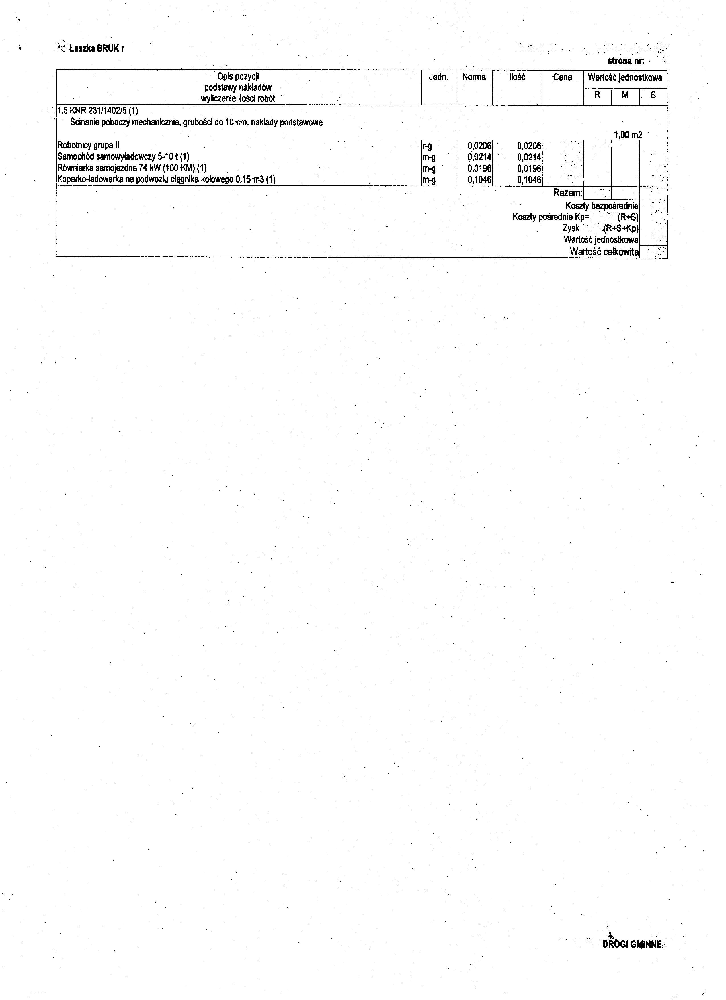 Łaszka BRUK r
strona nr:
Opis pozycji
podstawy nakładów
wyliczenie ilości robót
Jedn.
Norma
Ilość
Cena
Wartość jednostkowa
R M S
1.5 KNR 231/1402/5 (1)
Ścinanie poboczy mechanicznie, grubości do 10 cm, nakłady podstawowe
1,00 m2
Robotnicy grupa II r-g 0,0206 0,0206
Samochód samowyładowczy 5-10 t (1) m-g 0,0214 0,0214
Równiarka samojezdna 74 kW (100 KM) (1) m-g 0,0196 0,0196
Koparko-ładowarka na podwoziu ciągnika kołowego 0.15 m3 (1) m-g 0,1046 0,1046
Razem:
Koszty bezpośrednie
Koszty pośrednie Kp= (R+S)
Zysk (R+S+Kp)
Wartość jednostkowa
Wartość całkowita
DROGI GMINNE